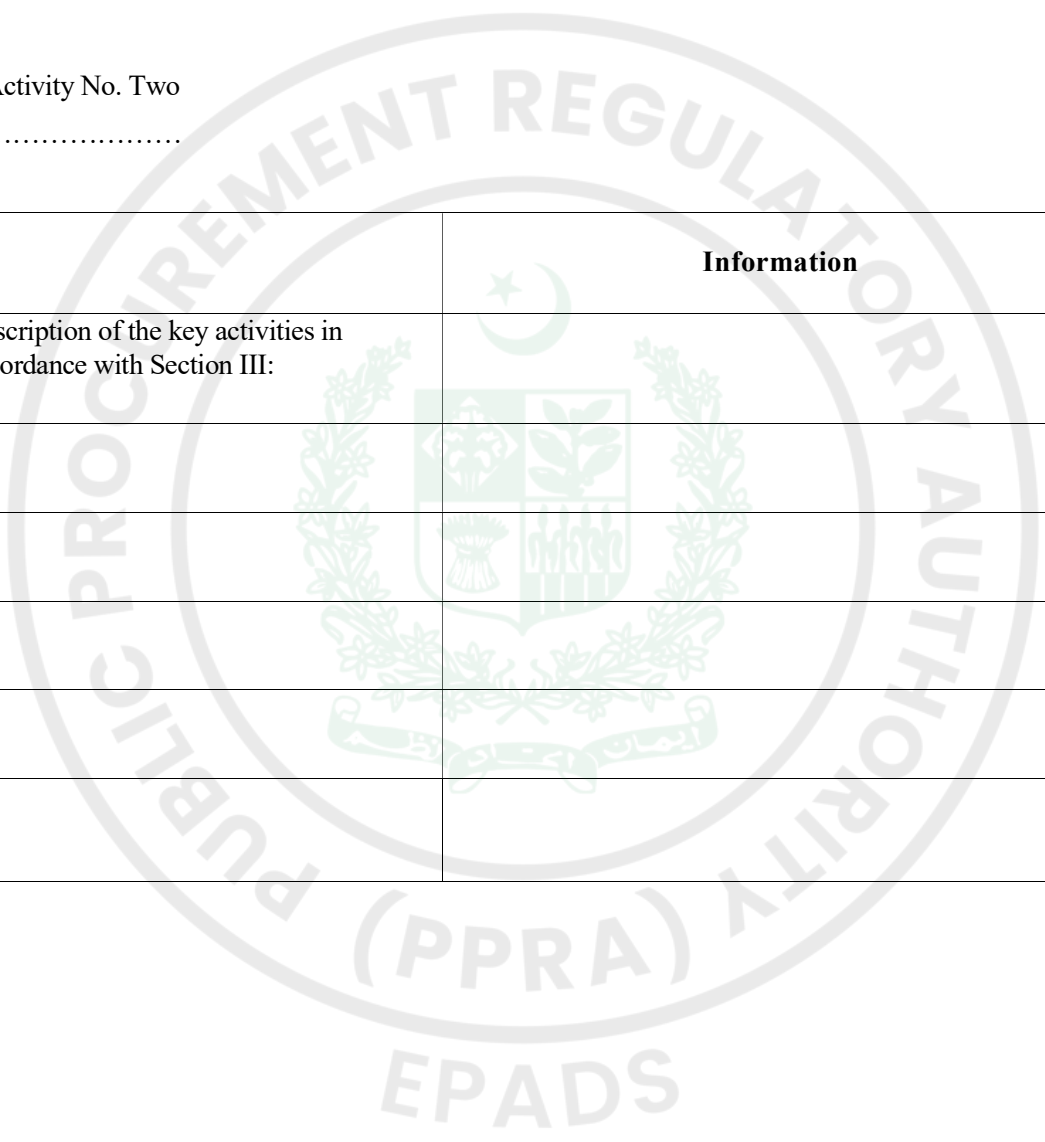 Activity No. Two
...................
Information
scription of the key activities in
ordance with Section III:
PUBLIC PROCUREMENT REGULATORY AUTHORITY
(PPRA)
EPADS